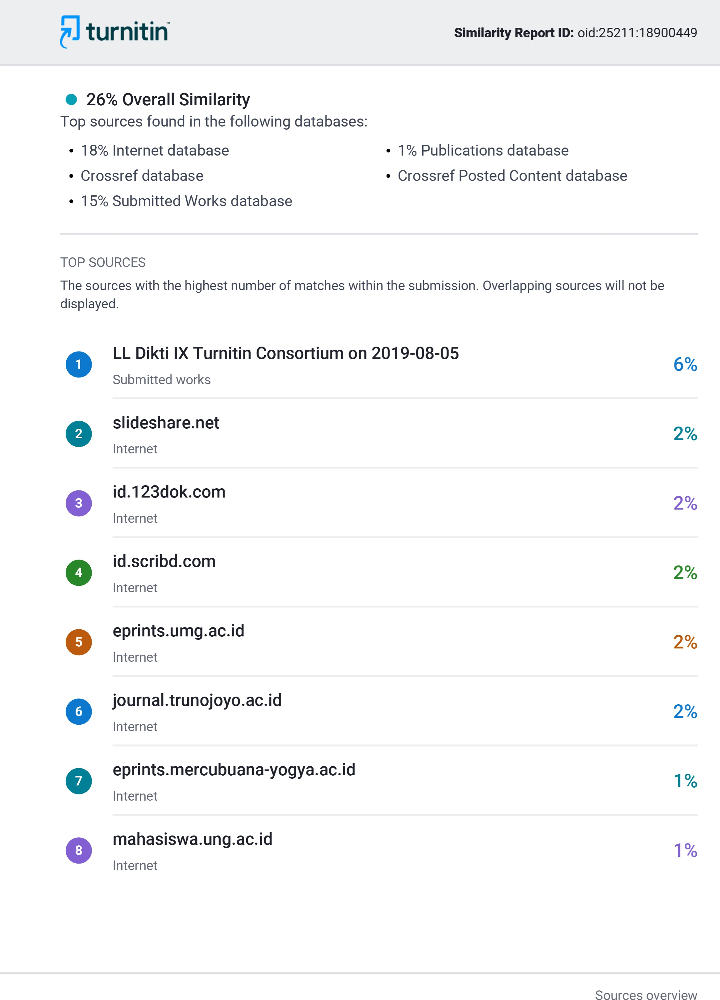 turnitin™
Similarity Report ID: oid:25211:18900449
26% Overall Similarity
Top sources found in the following databases:
• 18% Internet database
• 1% Publications database
• Crossref database
• Crossref Posted Content database
• 15% Submitted Works database
TOP SOURCES
The sources with the highest number of matches within the submission. Overlapping sources will not be
displayed.
1
LL Dikti IX Turnitin Consortium on 2019-08-05
6%
Submitted works
2
slideshare.net
2%
Internet
3
id.123dok.com
2%
Internet
4
id.scribd.com
2%
Internet
5
eprints.umg.ac.id
2%
Internet
6
journal.trunojoyo.ac.id
2%
Internet
7
eprints.mercubuana-yogya.ac.id
1%
Internet
8
mahasiswa.ung.ac.id
1%
Internet
Sources overview